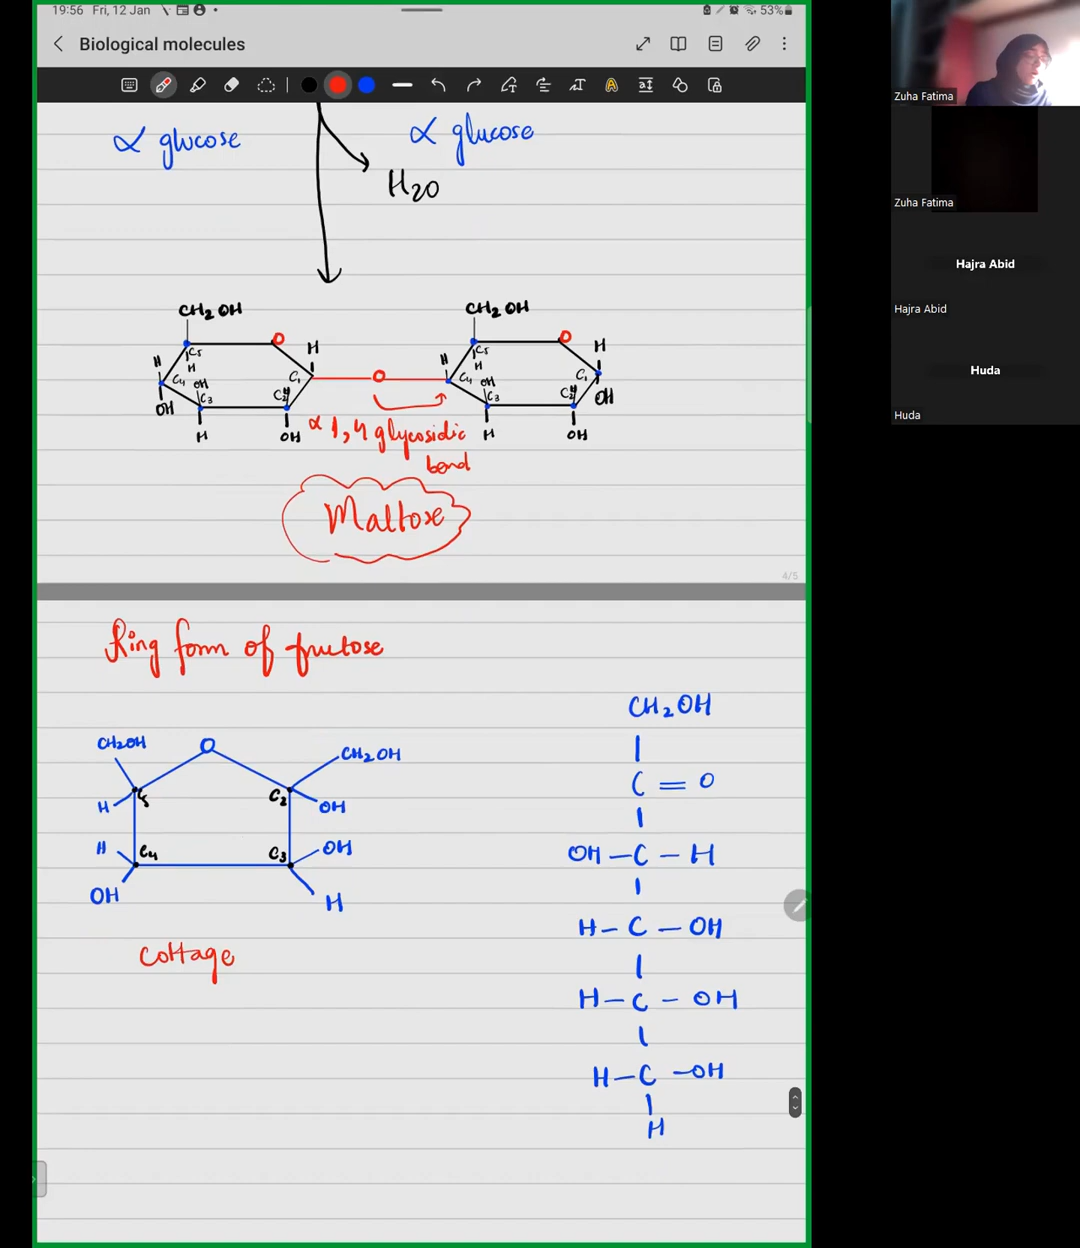 19:56 Fri, 12 Jan
53%
Biological molecules
α glucose
α glucose
H2O
CH2OH
CH2OH
O
O
H
H
H
H
C5
C5
H
H
C1
C1
C4 OH
C4 OH
O
C3
C2
C3
C2
OH
OH
H
OH
H
OH
α 1,4 glycosidic
bond
Maltose
4/5
Ring form of fructose
CH2OH
O
CH2OH
H
C5
C2
OH
H
C4
C3
OH
OH
H
Cottage
CH2OH
|
C = O
|
OH – C – H
|
H – C – OH
|
H – C – OH
|
H – C – OH
|
H
Zuha Fatima
Zuha Fatima
Hajra Abid
Hajra Abid
Huda
Huda